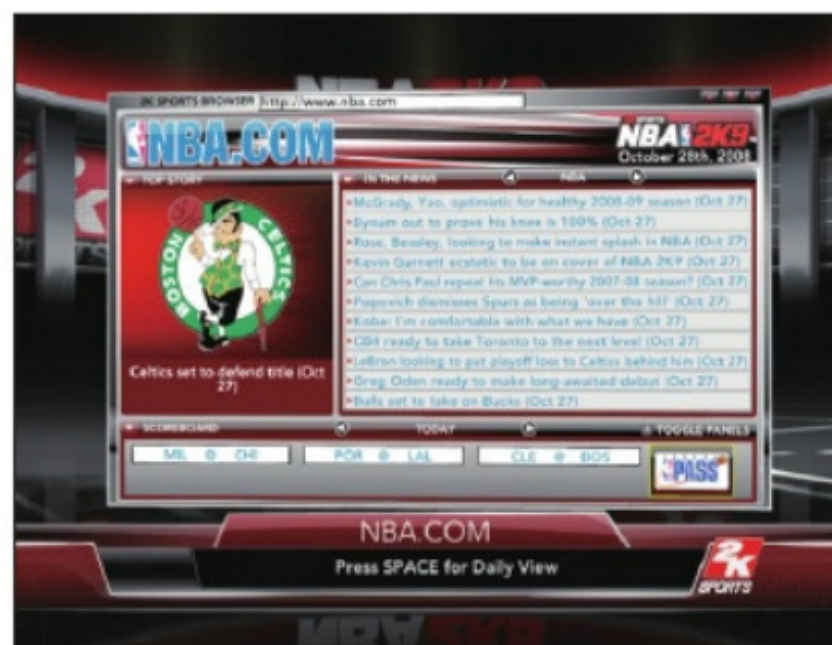 2K SPORTS BROWSER http://www.nba.com
NBA.COM
NBA 2K9
October 28th, 2008
TOP STORY
BOSTON CELTICS
Celtics set to defend title (Oct
27)
IN THE NEWS NBA
McGrady, Yao, optimistic for healthy 2008-09 season (Oct 27)
Bynum out to prove his knee is 100% (Oct 27)
Rose, Beasley, looking to make instant splash in NBA (Oct 27)
Kevin Garnett ecstatic to be on cover of NBA 2K9 (Oct 27)
Can Chris Paul repeat his MVP-worthy 2007-08 season? (Oct 27)
Popovich dismisses Spurs as being 'over the hill' (Oct 27)
Kobe: I'm comfortable with what we have (Oct 27)
CB4 ready to take Toronto to the next level (Oct 27)
LeBron looking to put playoff loss to Celtics behind him (Oct 27)
Greg Oden ready to make long-awaited debut (Oct 27)
Bulls set to take on Bucks (Oct 27)
SCOREBOARD TODAY TOGGLE PANELS
MIL @ CHI POR @ LAL CLE @ BOS PASS
NBA.COM
Press SPACE for Daily View
2K
SPORTS